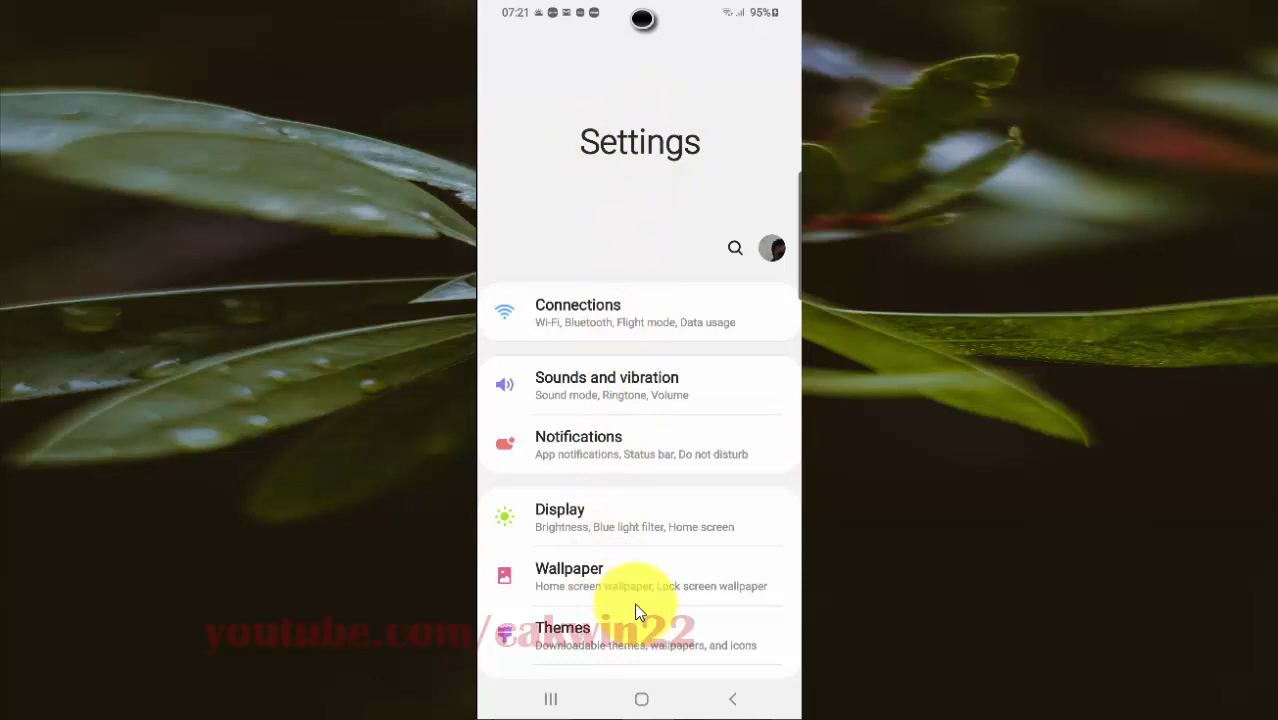 07:21
95%
Settings
Connections
Wi-Fi, Bluetooth, Flight mode, Data usage
Sounds and vibration
Sound mode, Ringtone, Volume
Notifications
App notifications, Status bar, Do not disturb
Display
Brightness, Blue light filter, Home screen
Wallpaper
Home screen wallpaper, Lock screen wallpaper
Themes
youtube.com/cakwin22
Downloadable themes, wallpapers, and icons